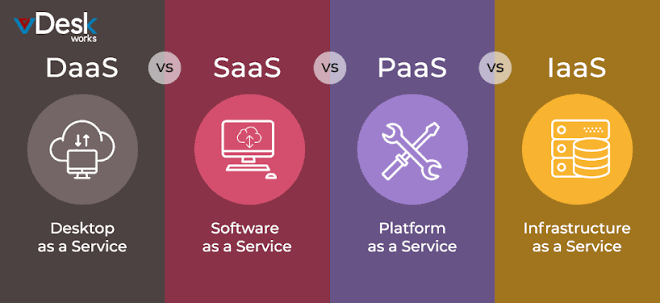 vDesk
works
DaaS vs SaaS vs PaaS vs IaaS
Desktop
as a Service
Software
as a Service
Platform
as a Service
Infrastructure
as a Service